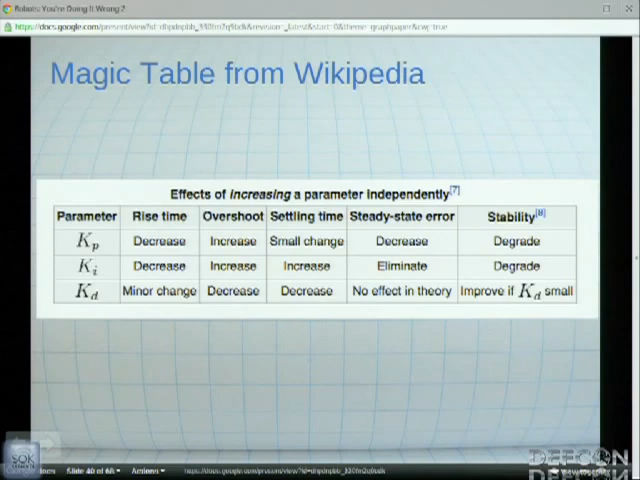 Robots: You're Doing It Wrong 2
Magic Table from Wikipedia
Effects of increasing a parameter independently[7]
Parameter Rise time Overshoot Settling time Steady-state error Stability[8]
Kp Decrease Increase Small change Decrease Degrade
Ki Decrease Increase Increase Eliminate Degrade
Kd Minor change Decrease Decrease No effect in theory Improve if Kd small
SOK
Slide 40 of 68 Actions
DEFCON